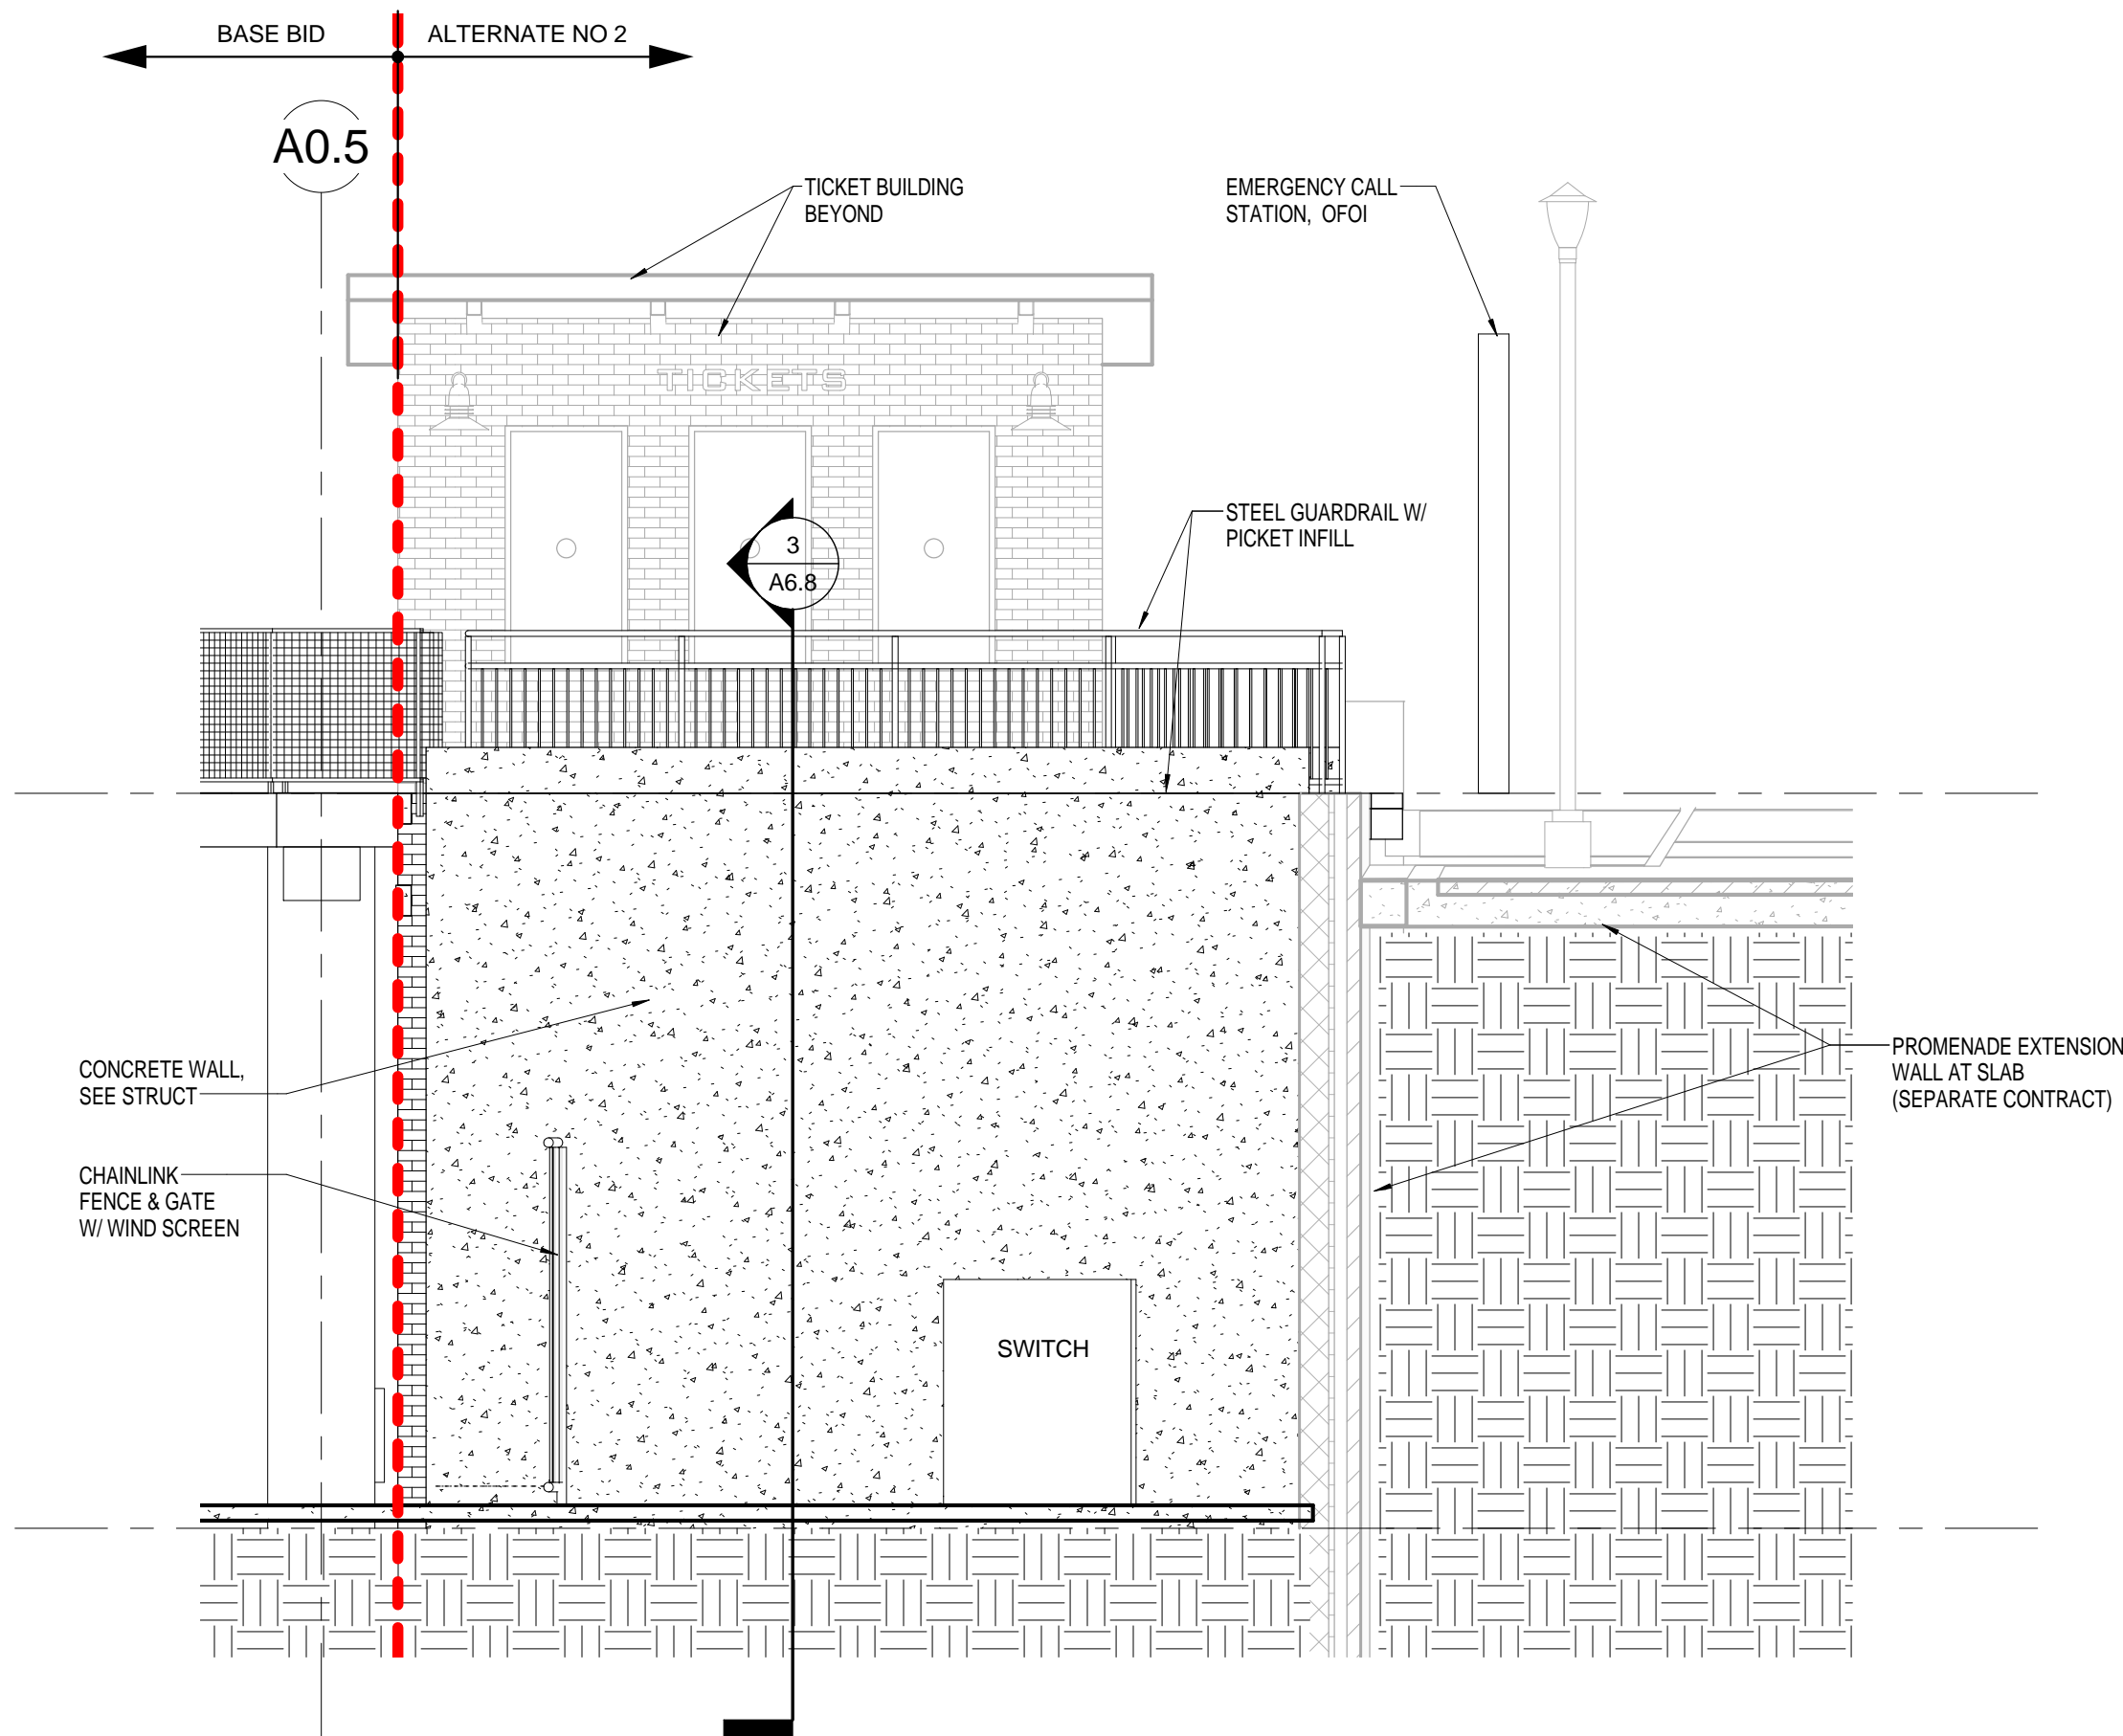 BASE BID
ALTERNATE NO 2
A0.5
TICKET BUILDING
BEYOND
EMERGENCY CALL
STATION, OFOI
TICKETS
STEEL GUARDRAIL W/
PICKET INFILL
3
A6.8
CONCRETE WALL,
SEE STRUCT
PROMENADE EXTENSION
WALL AT SLAB
(SEPARATE CONTRACT)
CHAINLINK
FENCE & GATE
W/ WIND SCREEN
SWITCH